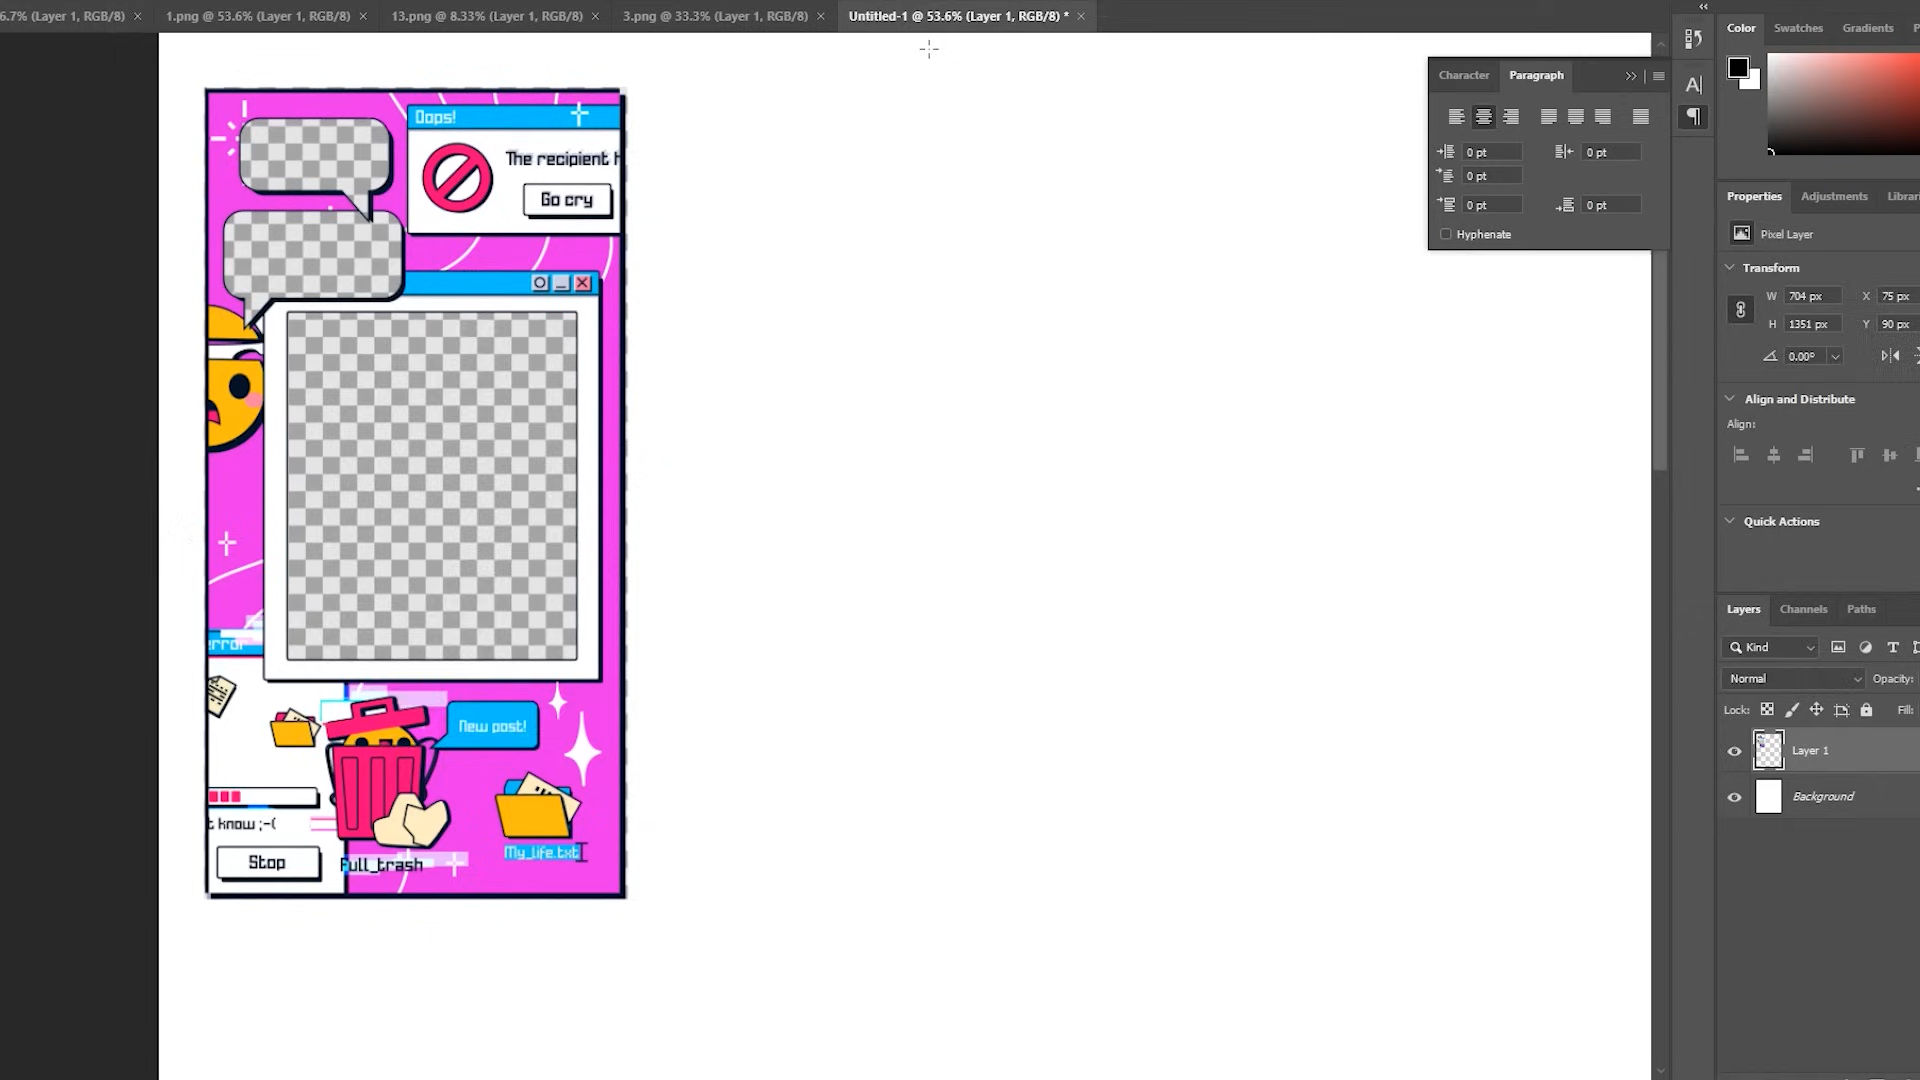 6.7% (Layer 1, RGB/8)
1.png @ 53.6% (Layer 1, RGB/8)
13.png @ 8.33% (Layer 1, RGB/8)
3.png @ 33.3% (Layer 1, RGB/8)
Untitled-1 @ 53.6% (Layer 1, RGB/8) *
Color
Swatches
Gradients
Character
Paragraph
0 pt
0 pt
0 pt
0 pt
0 pt
Hyphenate
Properties
Adjustments
Librari
Pixel Layer
Transform
W 704 px
X 75 px
H 1351 px
Y 90 px
0.00°
Align and Distribute
Align:
Quick Actions
Layers
Channels
Paths
Kind
Normal
Opacity:
Lock:
Fill:
Layer 1
Background
Oops!
The recipient h
Go cry
error
New post!
t know ;-(
Stop
Full_trash
My_life.txt